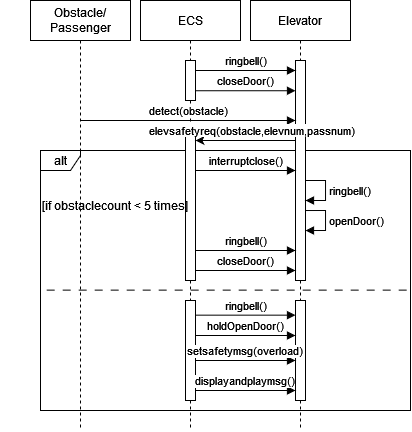 Obstacle/
Passenger
ECS
Elevator
ringbell()
closeDoor()
detect(obstacle)
elevsafetyreq(obstacle,elevnum,passnum)
alt
interruptclose()
ringbell()
[if obstaclecount < 5 times]
openDoor()
ringbell()
closeDoor()
ringbell()
holdOpenDoor()
setsafetymsg(overload)
displayandplaymsg()